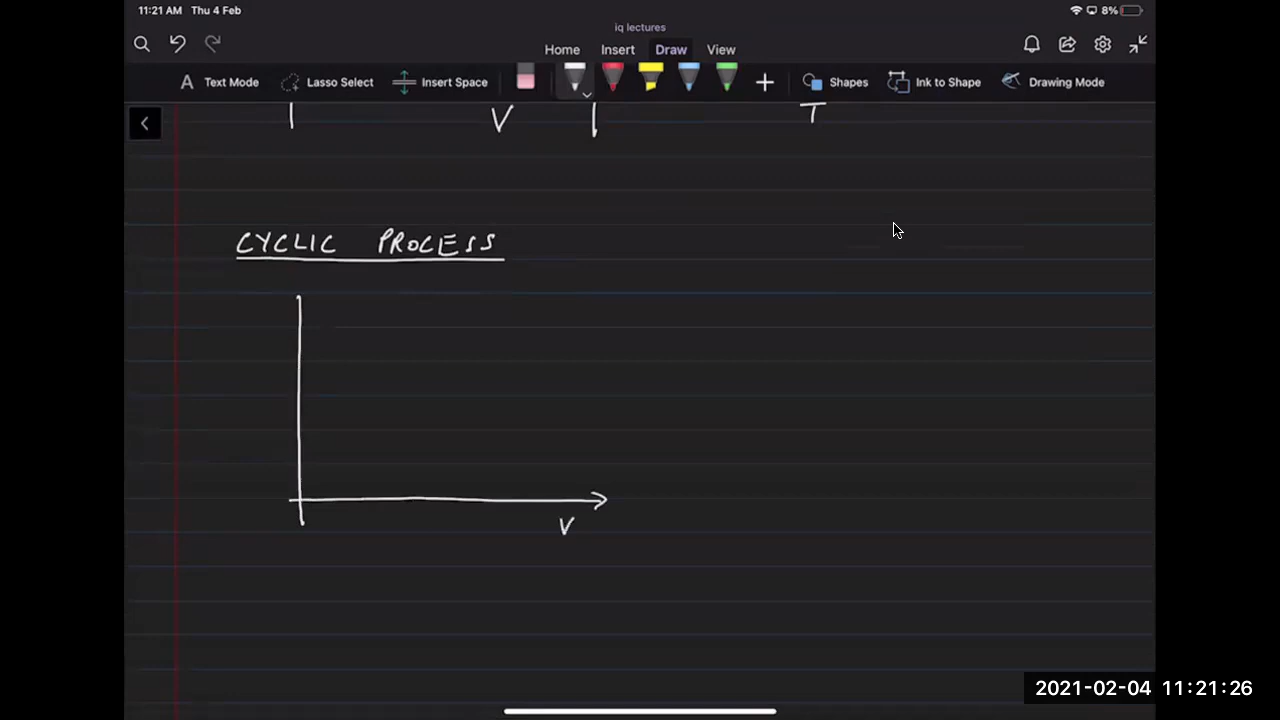 11:21 AM Thu 4 Feb
8%
iq lectures
Home Insert Draw View
A Text Mode Lasso Select Insert Space Shapes Ink to Shape Drawing Mode
V T
CYCLIC PROCESS
V
2021-02-04 11:21:26